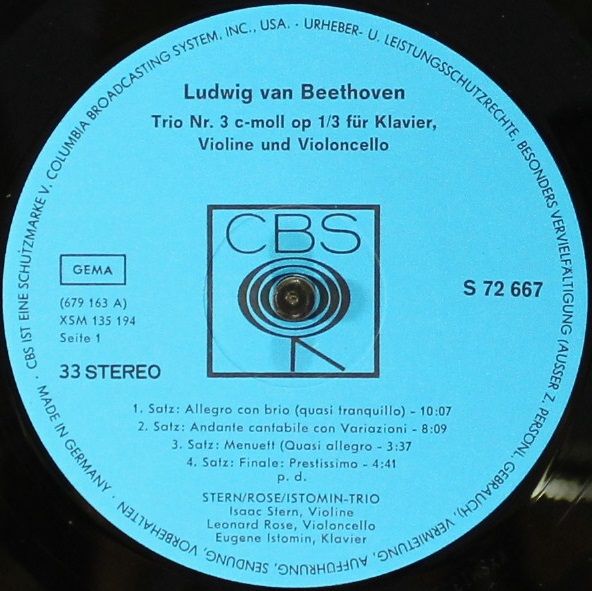 Ludwig van Beethoven
Trio Nr. 3 c-moll op 1/3 für Klavier,
Violine und Violoncello
CBS
GEMA
(679 163 A)
XSM 135 194
Seite 1
33 STEREO
S 72 667
1. Satz: Allegro con brio (quasi tranquillo) - 10:07
2. Satz: Andante cantabile con Variazioni - 8:09
3. Satz: Menuett (Quasi allegro - 3:37
4. Satz: Finale: Prestissimo - 4:41
p. d.
STERN/ROSE/ISTOMIN-TRIO
Isaac Stern, Violine
Leonard Rose, Violoncello
Eugene Istomin, Klavier
· CBS IST EINE SCHUTZMARKE V. COLUMBIA BROADCASTING SYSTEM, INC., USA. · URHEBER- U. LEISTUNGSSCHUTZRECHTE, BESONDERS VERVIELFÄLTIGUNG (AUSSER Z. PERSÖNL. GEBRAUCH), VERMIETUNG, AUFFÜHRUNG, SENDUNG, VORBEHALTEN · MADE IN GERMANY ·